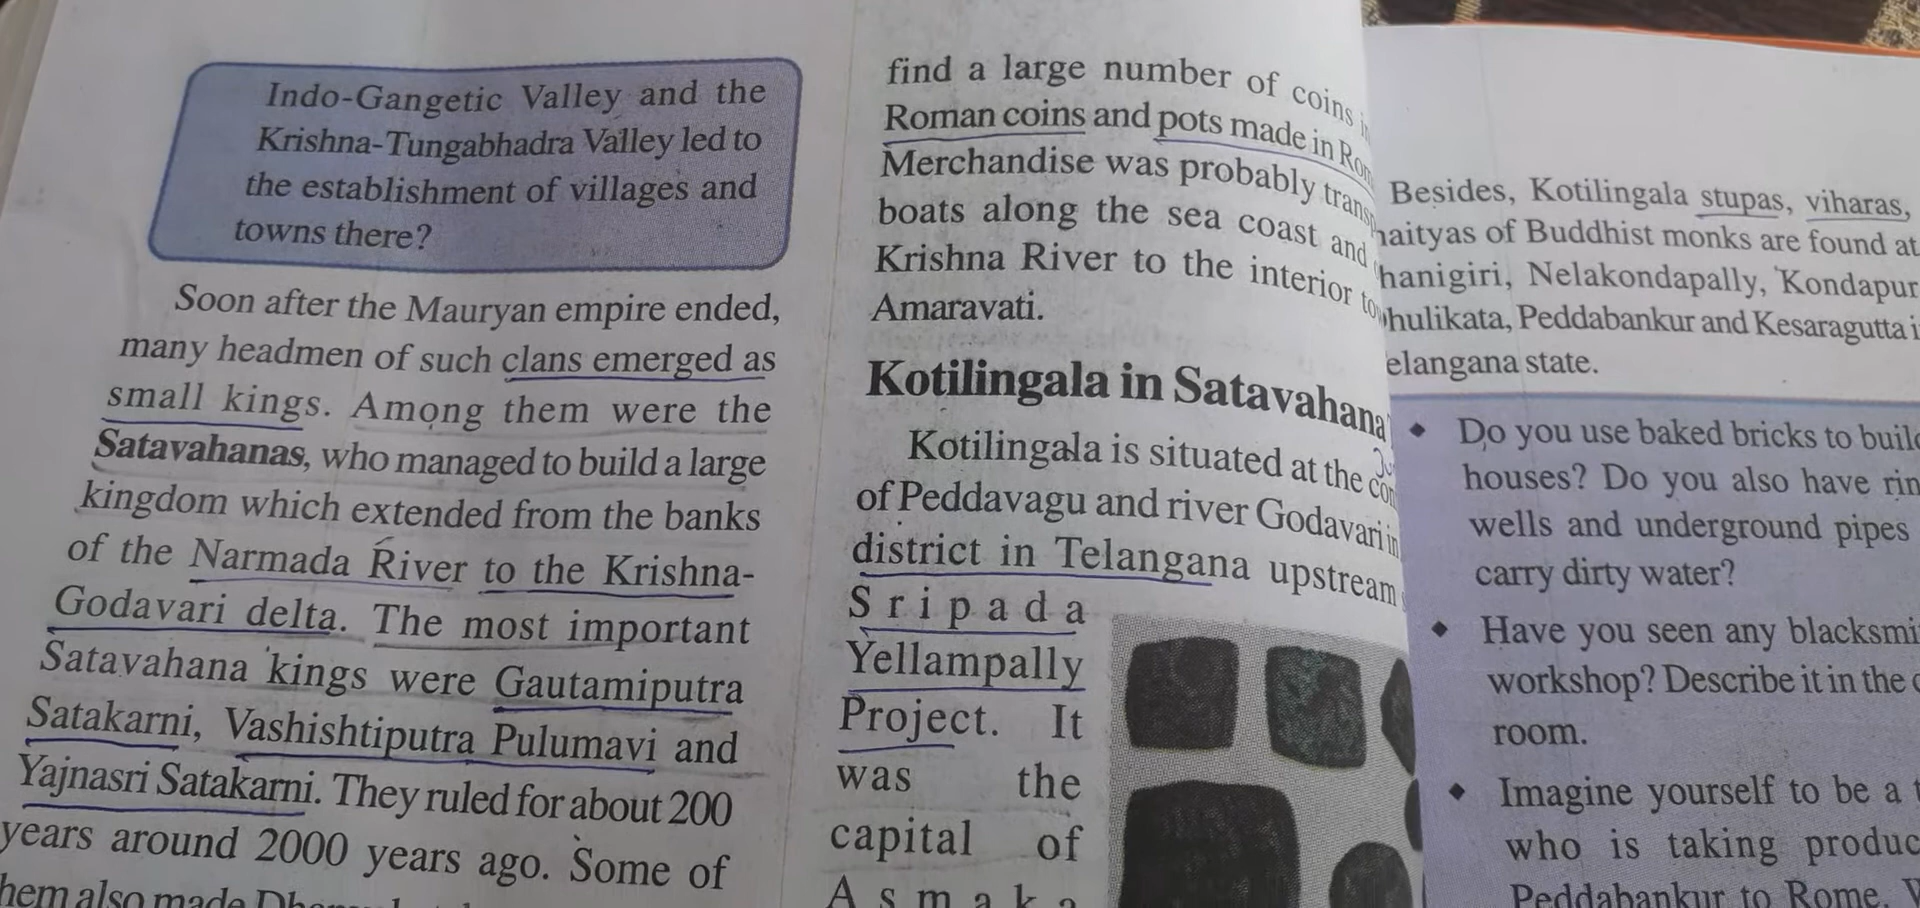 Indo-Gangetic Valley and the
Krishna-Tungabhadra Valley led to
the establishment of villages and
towns there?
Soon after the Mauryan empire ended,
many headmen of such clans emerged as
small kings. Among them were the
Satavahanas, who managed to build a large
kingdom which extended from the banks
of the Narmada River to the Krishna-
Godavari delta. The most important
Satavahana kings were Gautamiputra
Satakarni, Vashishtiputra Pulumavi and
Yajnasri Satakarni. They ruled for about 200
years around 2000 years ago. Some of
hem also made
find a large number of coins
Roman coins and pots made in Rom
Merchandise was probably trans
boats along the sea coast and
Krishna River to the interior to
Amaravati.
Kotilingala in Satavahana
Kotilingala is situated at the con
of Peddavagu and river Godavari in
district in Telangana upstream
Sripada
Yellampally
Project. It
was the
capital of
Asmaka
Besides, Kotilingala stupas, viharas,
haityas of Buddhist monks are found at
hanigiri, Nelakondapally, Kondapur
hulikata, Peddabankur and Kesaragutta i
elangana state.
◆ Do you use baked bricks to build
houses? Do you also have rin
wells and underground pipes
carry dirty water?
◆ Have you seen any blacksmi
workshop? Describe it in the c
room.
◆ Imagine yourself to be a t
who is taking produc
Peddabankur to Rome. W